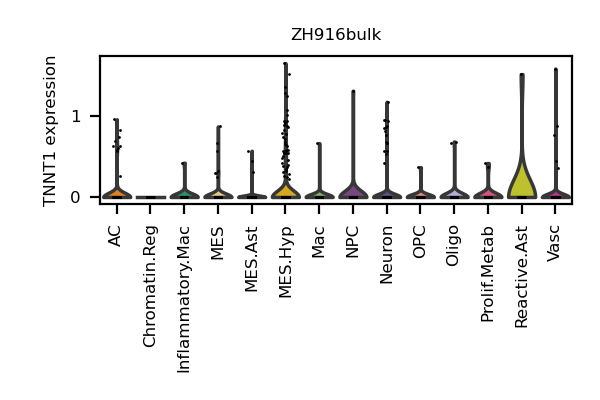 ZH916bulk
TNNT1 expression
1
0
AC
Chromatin.Reg
Inflammatory.Mac
MES
MES.Ast
MES.Hyp
Mac
NPC
Neuron
OPC
Oligo
Prolif.Metab
Reactive.Ast
Vasc